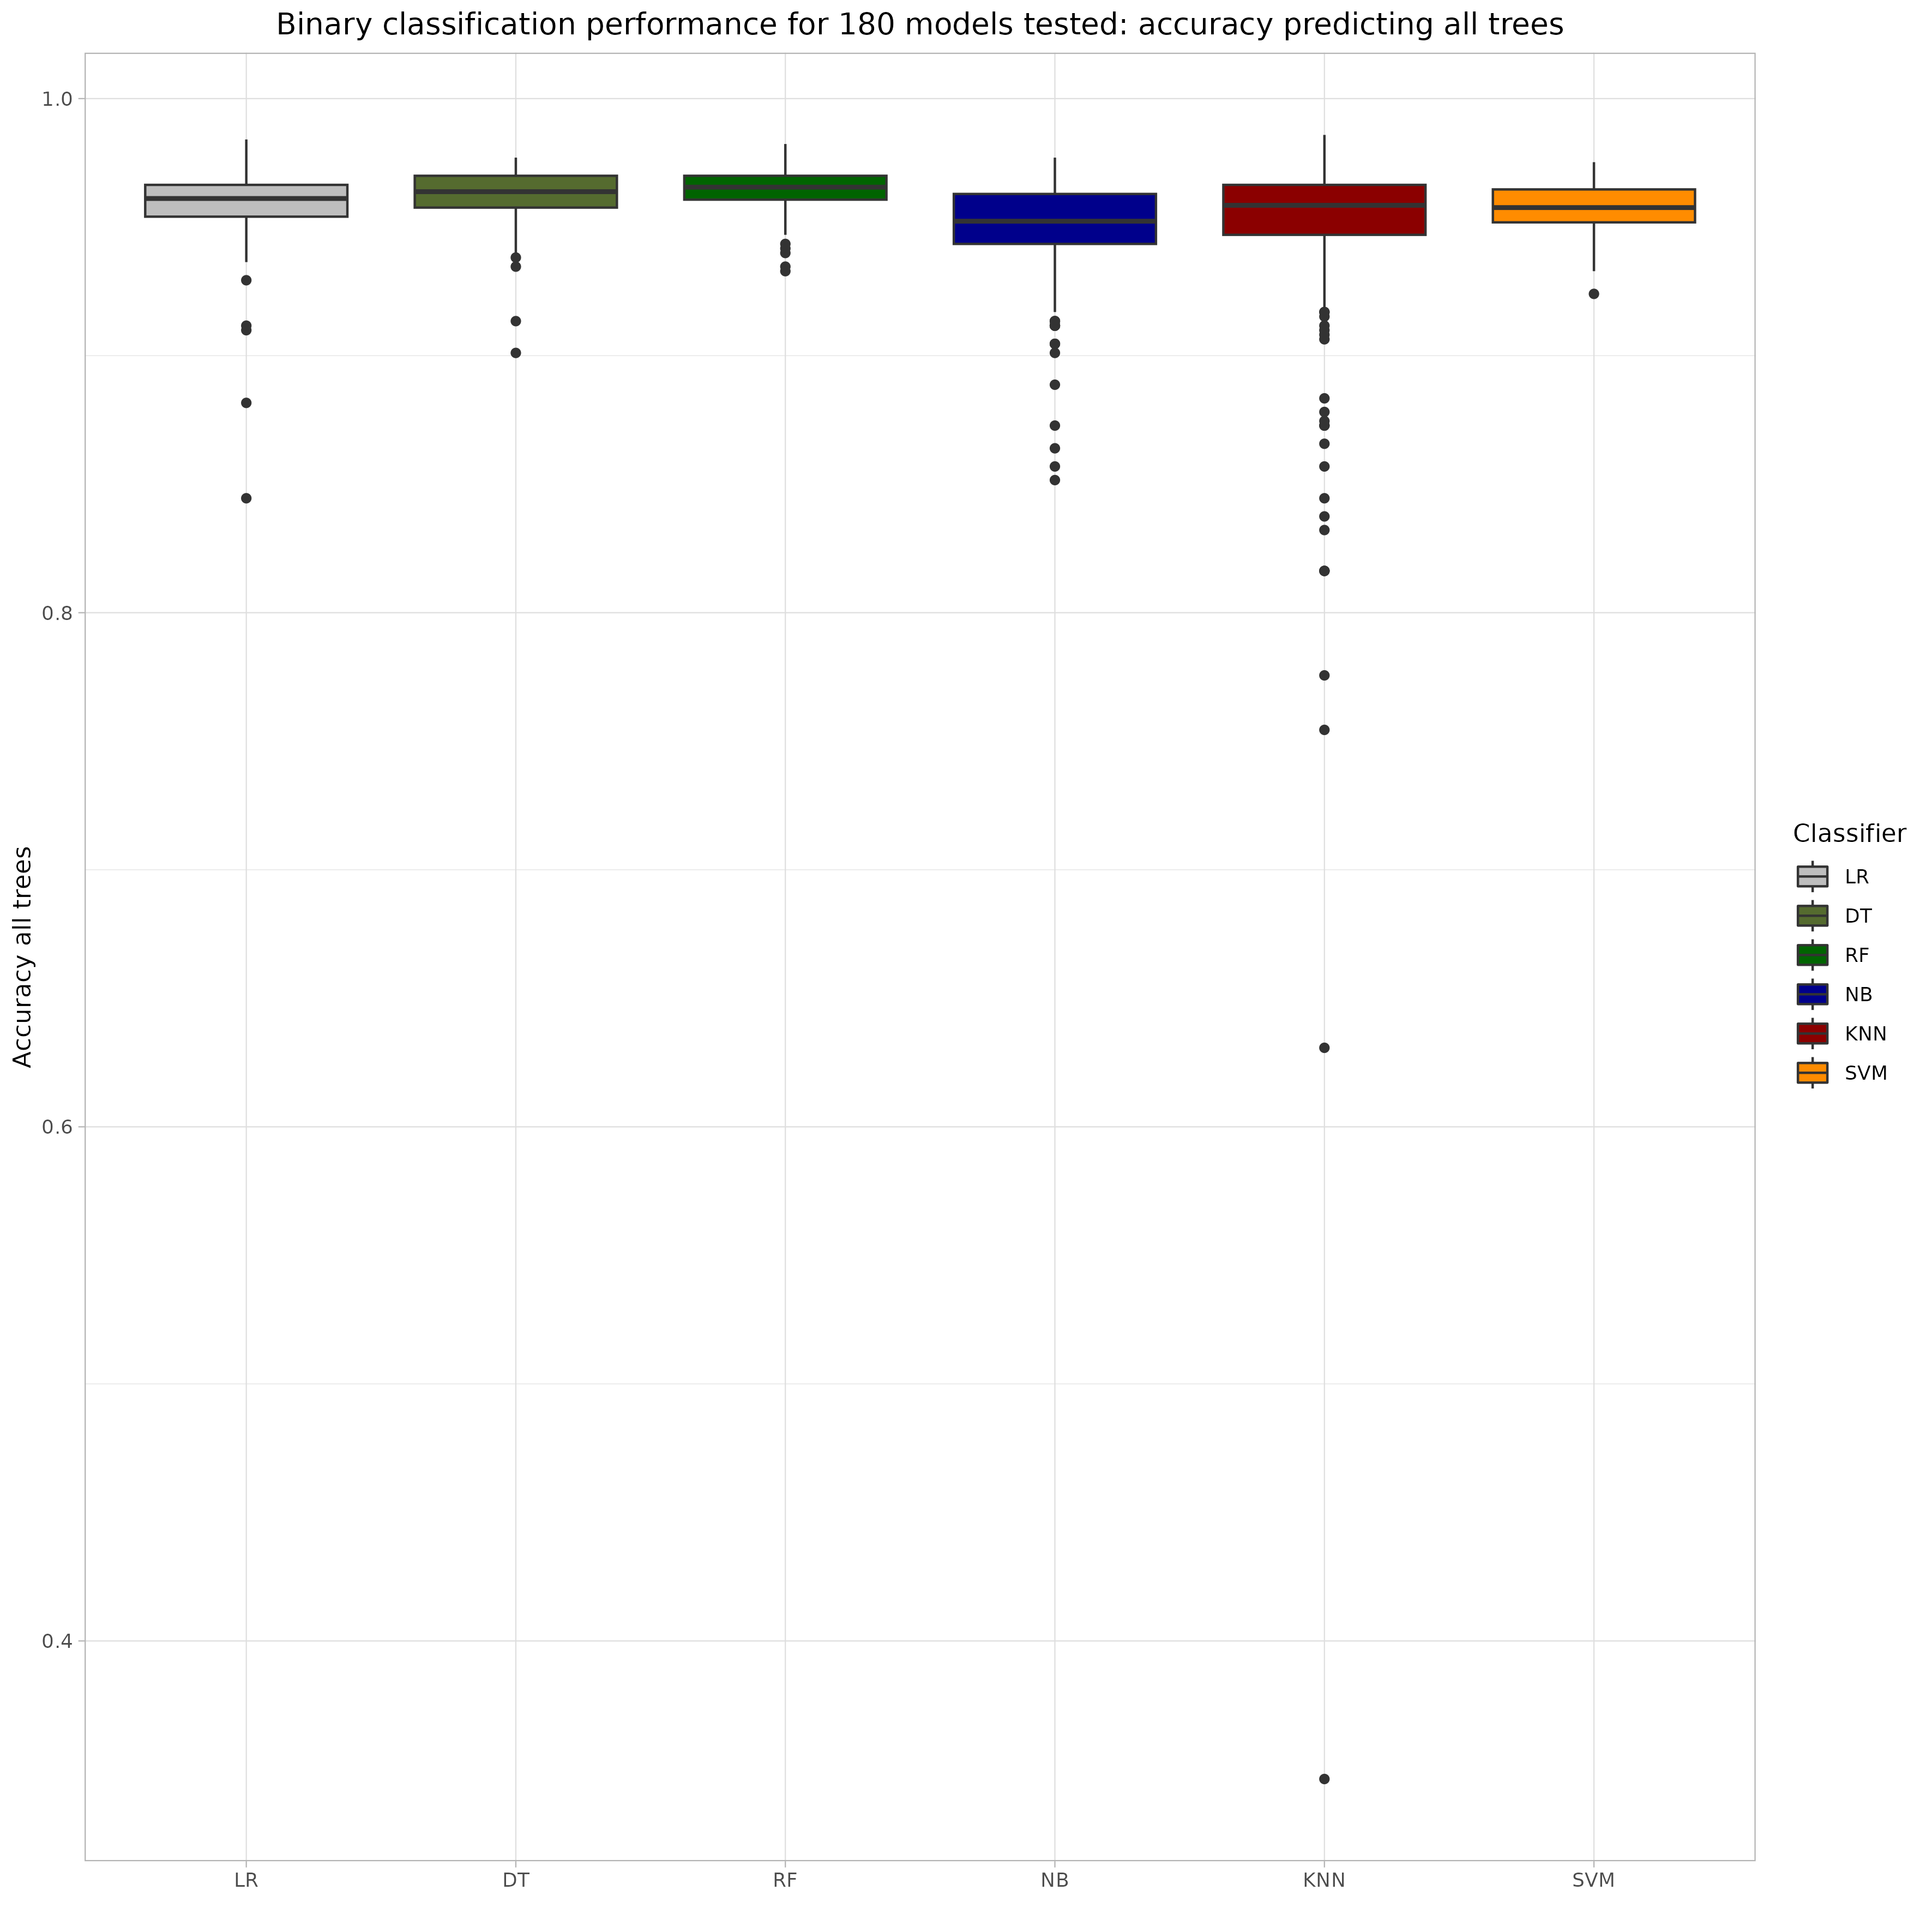 Binary classification performance for 180 models tested: accuracy predicting all trees
1.0
0.8
0.6
0.4
Accuracy all trees
LR
DT
RF
NB
KNN
SVM
Classifier
LR
DT
RF
NB
KNN
SVM